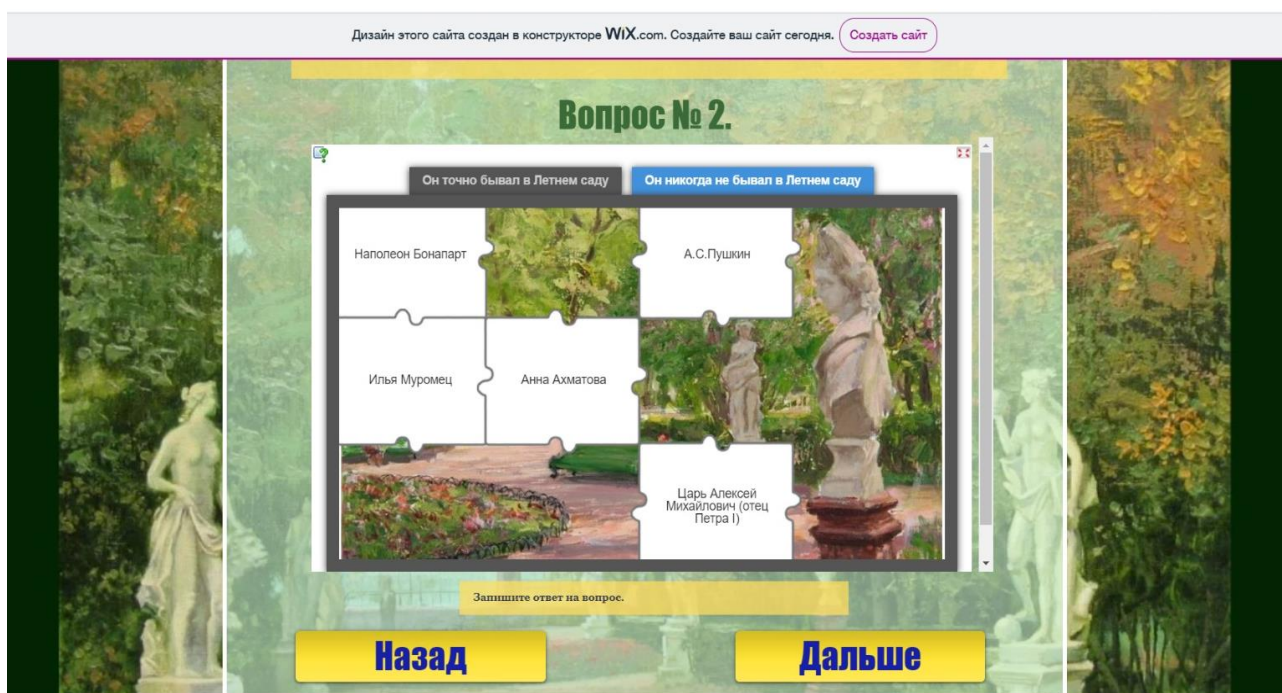 Дизайн этого сайта создан в конструкторе WiX.com. Создайте ваш сайт сегодня. Создать сайт
Вопрос № 2.
Он точно бывал в Летнем саду Он никогда не бывал в Летнем саду
Наполеон Бонапарт
А.С.Пушкин
Илья Муромец
Анна Ахматова
Царь Алексей
Михайлович (отец
Петра I)
Запишите ответ на вопрос.
Назад
Дальше